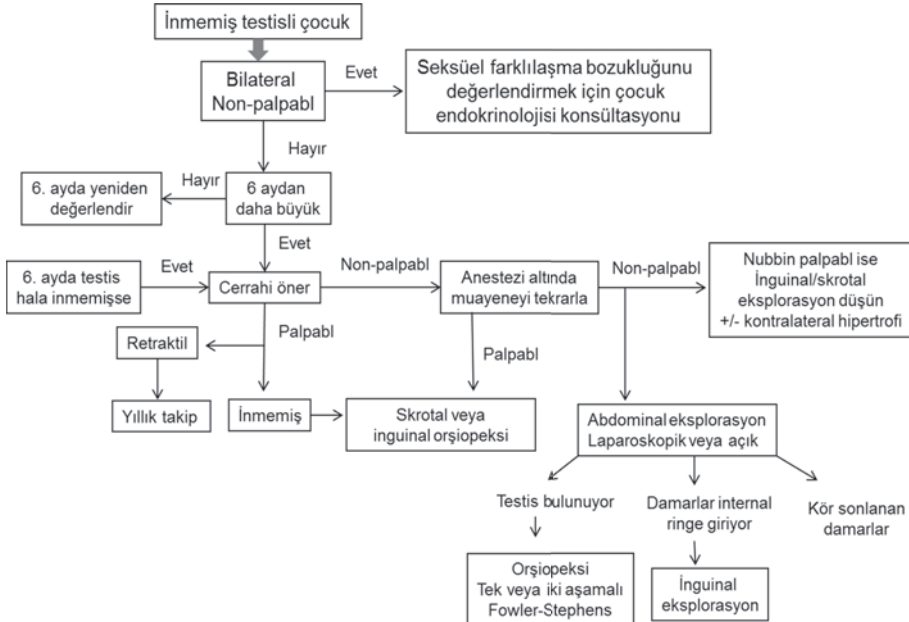 İnmemiş testisli çocuk
Bilateral
Non-palpabl
Evet
Seksüel farklılaşma bozukluğunu
değerlendirmek için çocuk
endokrinolojisi konsültasyonu
Hayır
6. ayda yeniden
değerlendir
Hayır
6 aydan
daha büyük
Evet
6. ayda testis
hala inmemişse
Evet
Cerrahi öner
Non-palpabl
Anestezi altında
muayeneyi tekrarla
Non-palpabl
Nubbin palpabl ise
İnguinal/skrotal
eksplorasyon düşün
+/- kontralateral hipertrofi
Retraktil
Palpabl
Palpabl
Yıllık takip
İnmemiş
Skrotal veya
inguinal orşiopeksi
Abdominal eksplorasyon
Laparoskopik veya açık
Testis bulunuyor
Damarlar internal
ringe giriyor
Kör sonlanan
damarlar
Orşiopeksi
Tek veya iki aşamalı
Fowler-Stephens
İnguinal
eksplorasyon